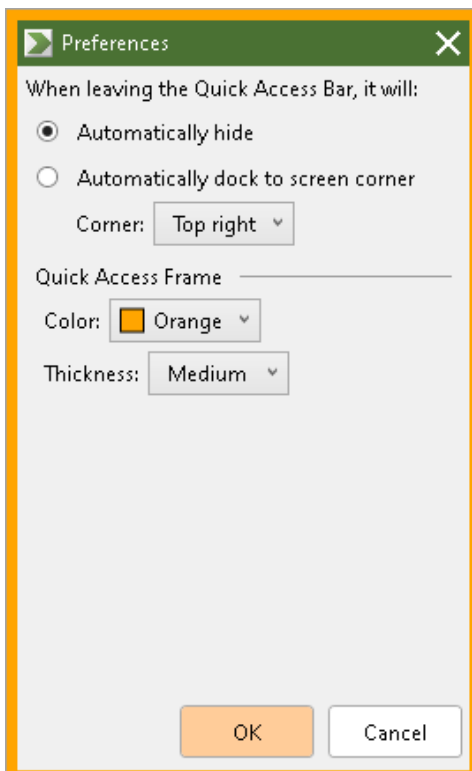 Preferences
When leaving the Quick Access Bar, it will:
Automatically hide
Automatically dock to screen corner
Corner: Top right
Quick Access Frame
Color: Orange
Thickness: Medium
OK Cancel